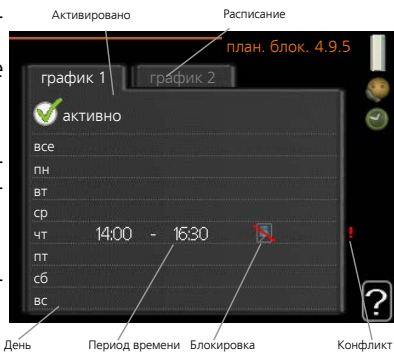 Активировано Расписание
план. блок. 4.9.5
график 1 график 2
активно
все
пн
вт
ср
чт 14:00 - 16:30 !
пт
сб
вс
?
День Период времени Блокировка Конфликт